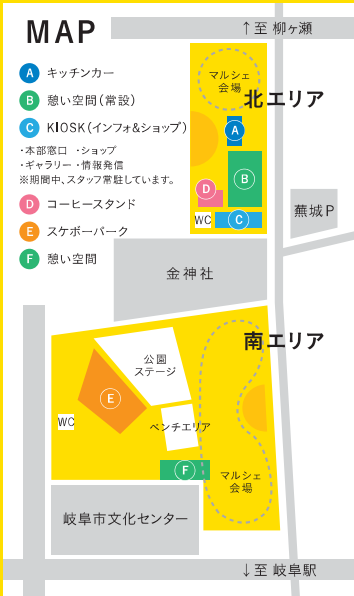 MAP
A キッチンカー
B 憩い空間(常設)
C KIOSK(インフォ&ショップ)
・本部窓口 ・ショップ
・ギャラリー ・情報発信
※期間中、スタッフ常駐しています。
D コーヒースタンド
E スケボーパーク
F 憩い空間
↑至 柳ヶ瀬
マルシェ
会場
北エリア
A
B
D
WC
C
蕪城P
金神社
南エリア
公園
ステージ
E
WC
ベンチエリア
F
マルシェ
会場
岐阜市文化センター
↓至 岐阜駅